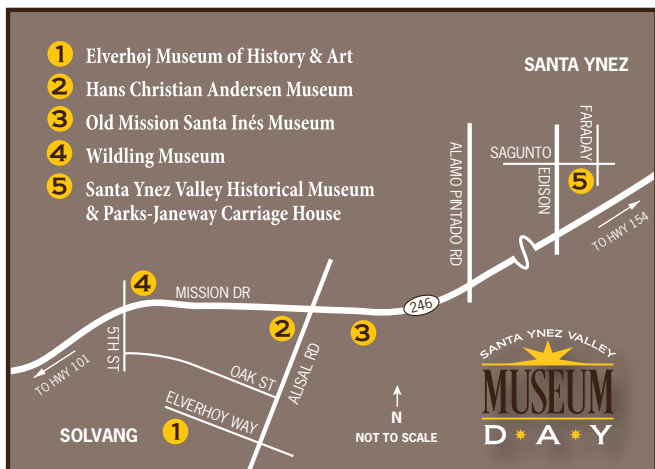 1 Elverhøj Museum of History & Art
2 Hans Christian Andersen Museum
3 Old Mission Santa Inés Museum
4 Wildling Museum
5 Santa Ynez Valley Historical Museum
& Parks-Janeway Carriage House
SANTA YNEZ
FARADAY
SAGUNTO
EDISON
5
ALAMO PINTADO RD
TO HWY 154
4
MISSION DR
246
5TH ST
2
3
TO HWY 101
ALISAL RD
OAK ST
ELVERHOY WAY
1
SOLVANG
N
NOT TO SCALE
SANTA YNEZ VALLEY
MUSEUM
DAY